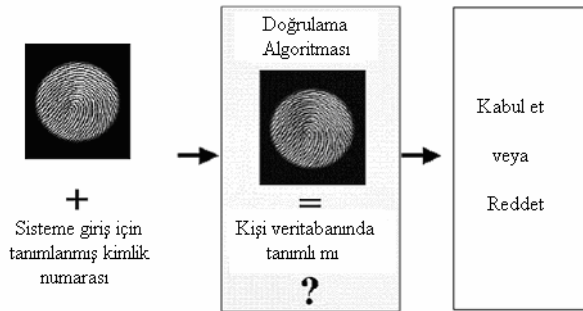 +
Sisteme giriş için
tanımlanmış kimlik
numarası
Doğrulama
Algoritması
=
Kişi veritabanında
tanımlı mı
?
Kabul et
veya
Reddet